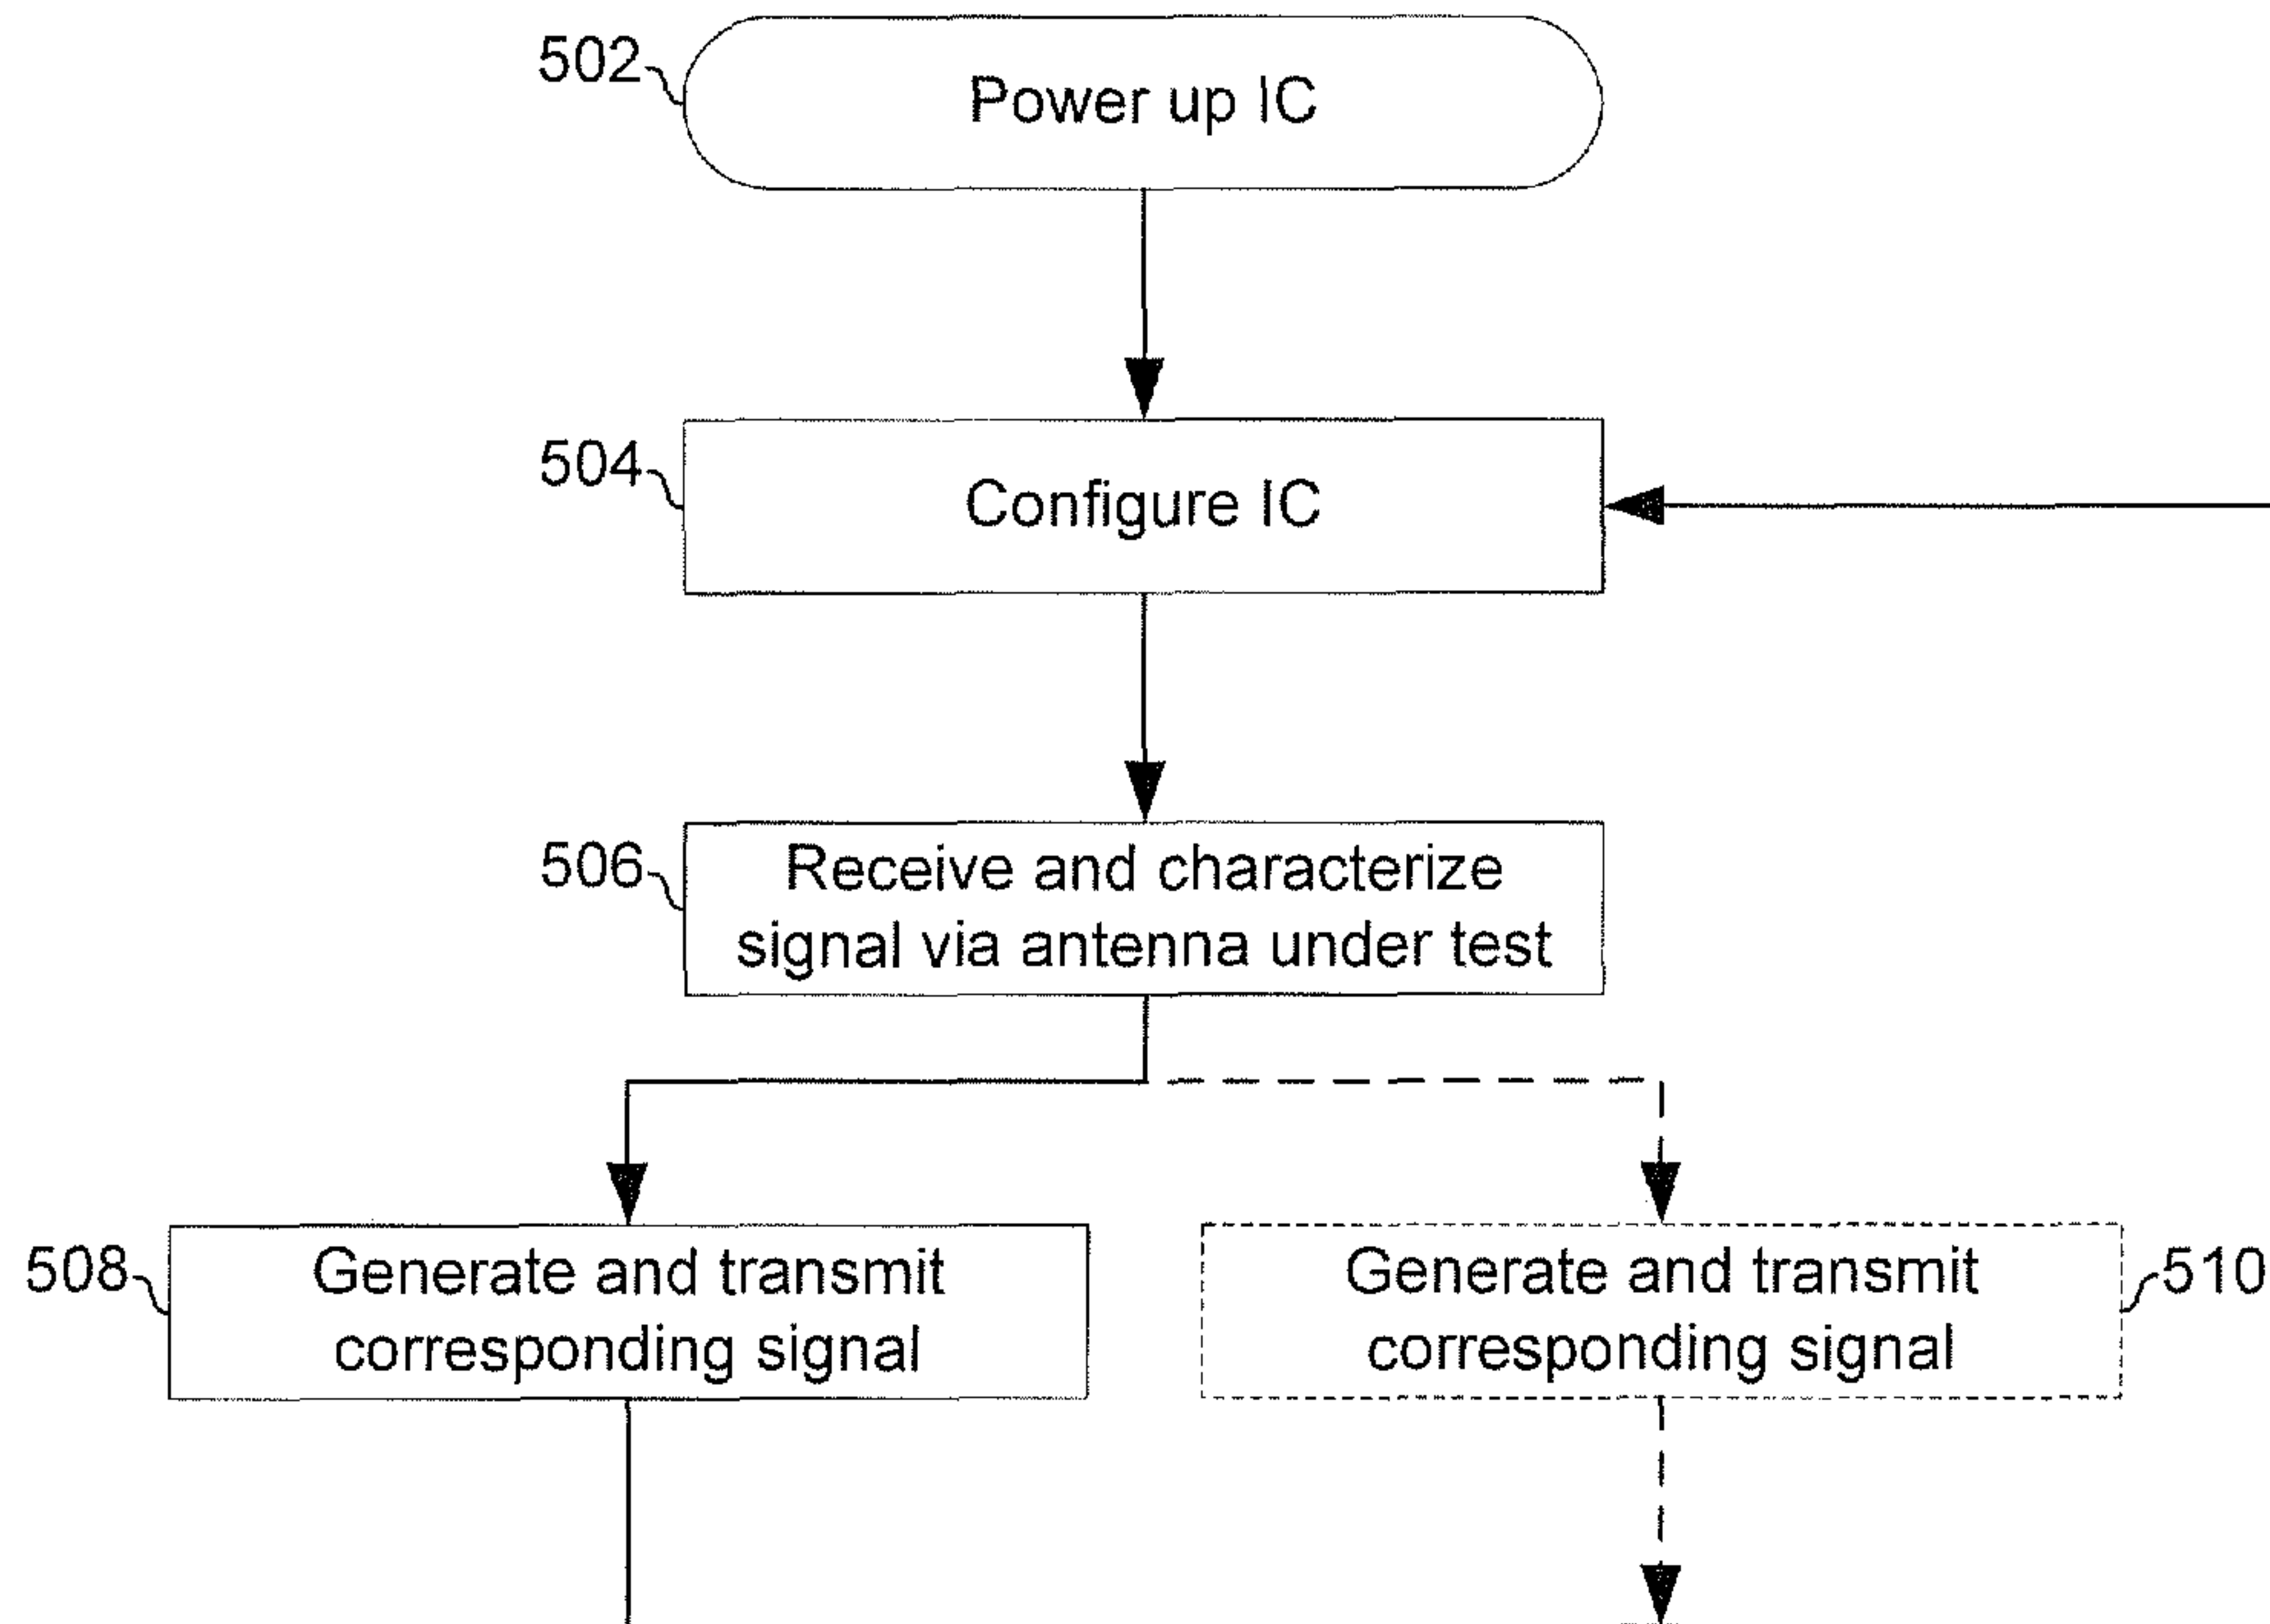 502
Power up IC
504
Configure IC
506
Receive and characterize
signal via antenna under test
508
Generate and transmit
corresponding signal
Generate and transmit
corresponding signal
510